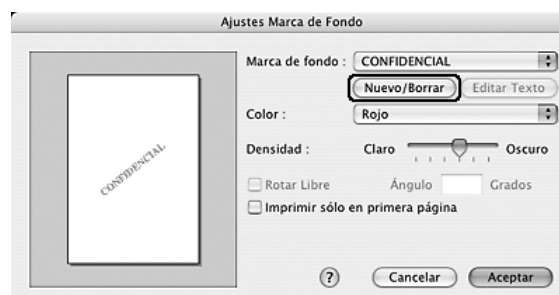 Ajustes Marca de Fondo
Marca de fondo : CONFIDENCIAL
Nuevo/Borrar Editar Texto
Color : Rojo
Densidad : Claro Oscuro
Rotar Libre Ángulo Grados
Imprimir sólo en primera página
CONFIDENCIAL
? Cancelar Aceptar